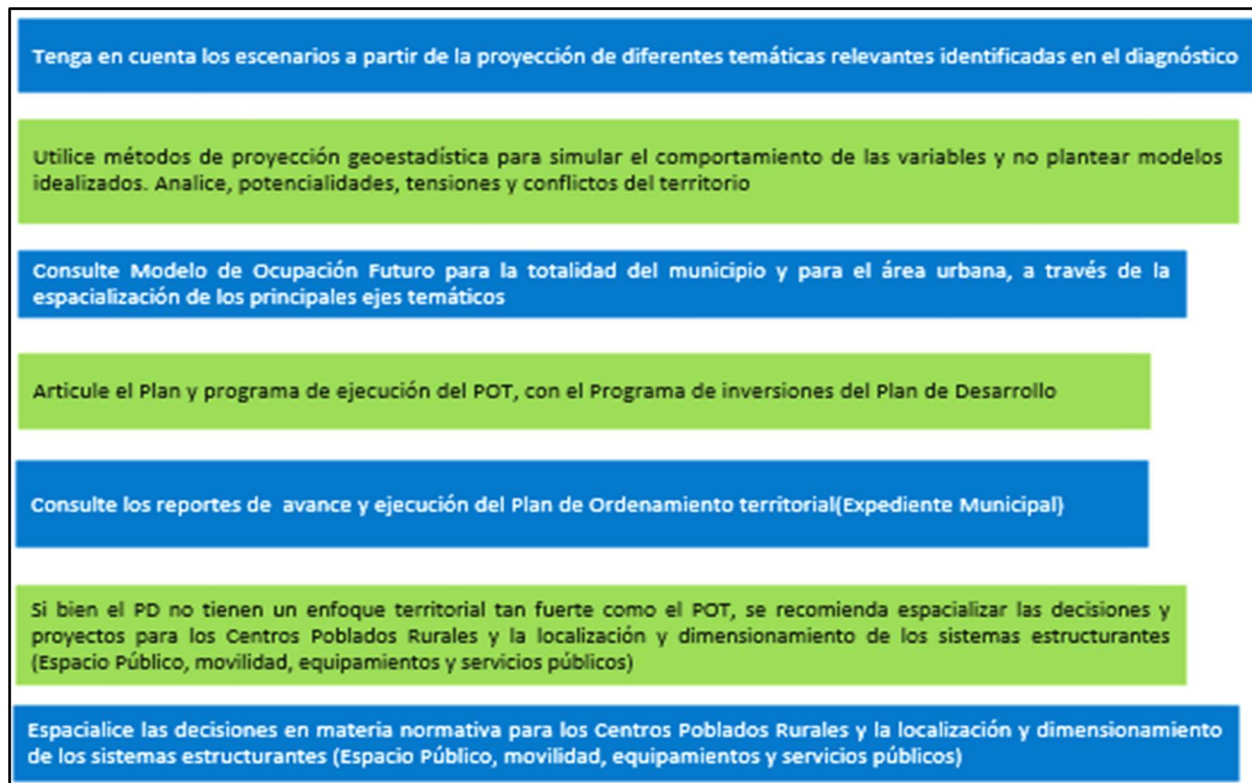 Tenga en cuenta los escenarios a partir de la proyección de diferentes temáticas relevantes identificadas en el diagnóstico
Utilice métodos de proyección geoestadística para simular el comportamiento de las variables y no plantear modelos
idealizados. Analice, potencialidades, tensiones y conflictos del territorio
Consulte Modelo de Ocupación Futuro para la totalidad del municipio y para el área urbana, a través de la
espacialización de los principales ejes temáticos
Articule el Plan y programa de ejecución del POT, con el Programa de inversiones del Plan de Desarrollo
Consulte los reportes de avance y ejecución del Plan de Ordenamiento territorial(Expediente Municipal)
Si bien el PD no tienen un enfoque territorial tan fuerte como el POT, se recomienda espacializar las decisiones y
proyectos para los Centros Poblados Rurales y la localización y dimensionamiento de los sistemas estructurantes
(Espacio Público, movilidad, equipamientos y servicios públicos)
Espacialice las decisiones en materia normativa para los Centros Poblados Rurales y la localización y dimensionamiento
de los sistemas estructurantes (Espacio Público, movilidad, equipamientos y servicios públicos)